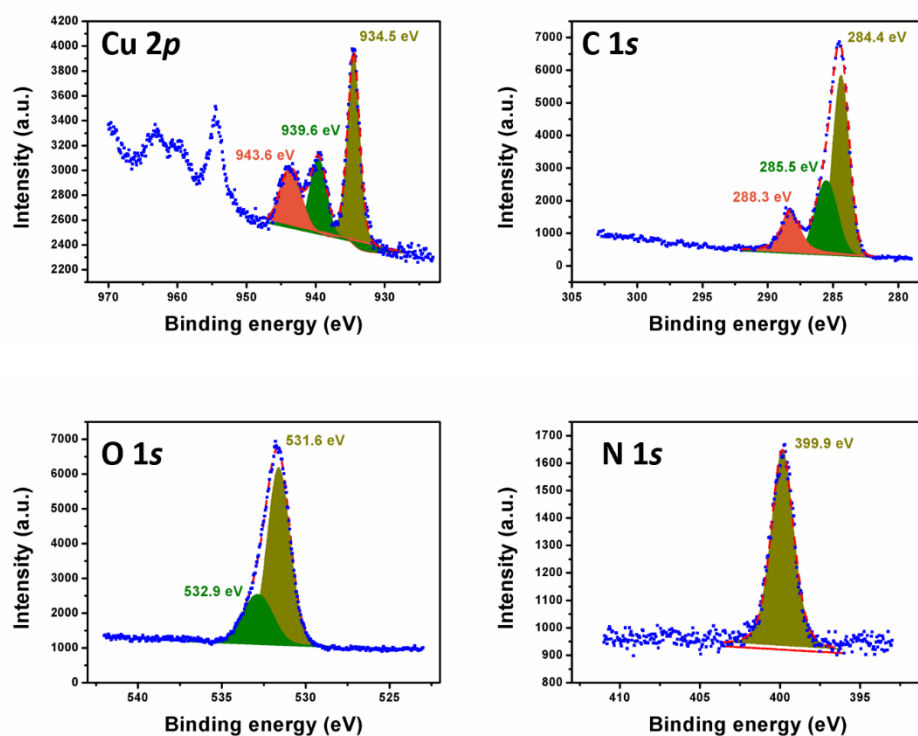 Cu 2p
934.5 eV
939.6 eV
943.6 eV
4200
4000
3800
3600
3400
3200
3000
2800
2600
2400
2200
Intensity (a.u.)
970 960 950 940 930
Binding energy (eV)
C 1s
284.4 eV
285.5 eV
288.3 eV
7000
6000
5000
4000
3000
2000
1000
0
Intensity (a.u.)
305 300 295 290 285 280
Binding energy (eV)
O 1s
531.6 eV
532.9 eV
7000
6000
5000
4000
3000
2000
1000
0
Intensity (a.u.)
540 535 530 525
Binding energy (eV)
N 1s
399.9 eV
1700
1600
1500
1400
1300
1200
1100
1000
900
800
Intensity (a.u.)
410 405 400 395
Binding energy (eV)